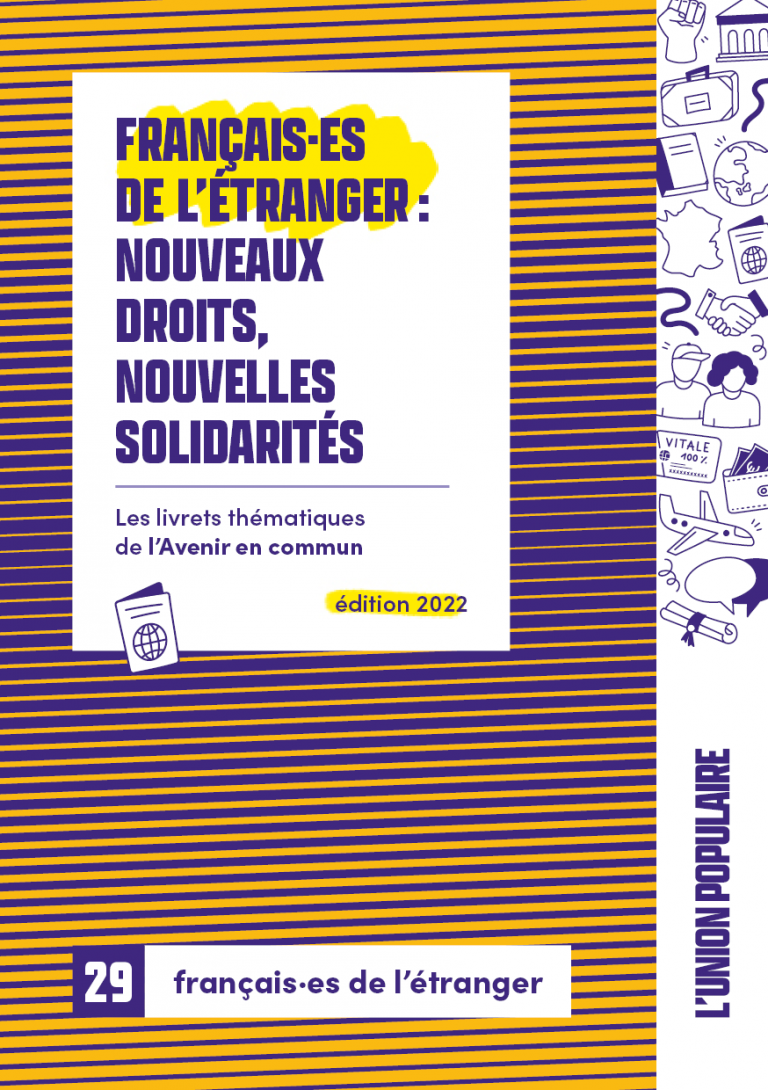 FRANÇAIS·ES
DE L'ÉTRANGER :
NOUVEAUX
DROITS,
NOUVELLES
SOLIDARITÉS
Les livrets thématiques
de l'Avenir en commun
édition 2022
VITALE
100 %
XXXXXXXXXXX
L'UNION POPULAIRE
29
français·es de l'étranger